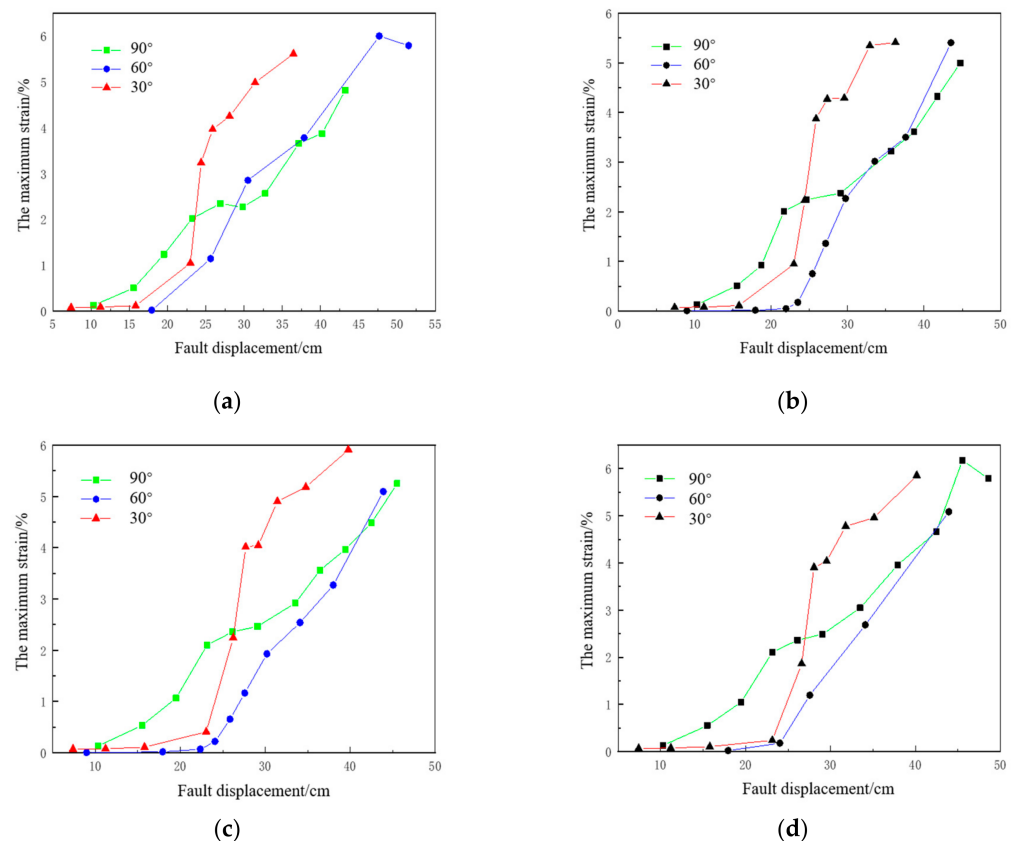 The maximum strain/%
6
5
4
3
2
1
0
90°
60°
30°
5 10 15 20 25 30 35 40 45 50 55
Fault displacement/cm
(a)
The maximum strain/%
6
5
4
3
2
1
0
90°
60°
30°
0 10 20 30 40 50
Fault displacement/cm
(b)
The maximum strain/%
6
5
4
3
2
1
0
90°
60°
30°
10 20 30 40 50
Fault displacement/cm
(c)
The maximum strain/%
6
5
4
3
2
1
0
90°
60°
30°
10 20 30 40 50
Fault displacement/cm
(d)